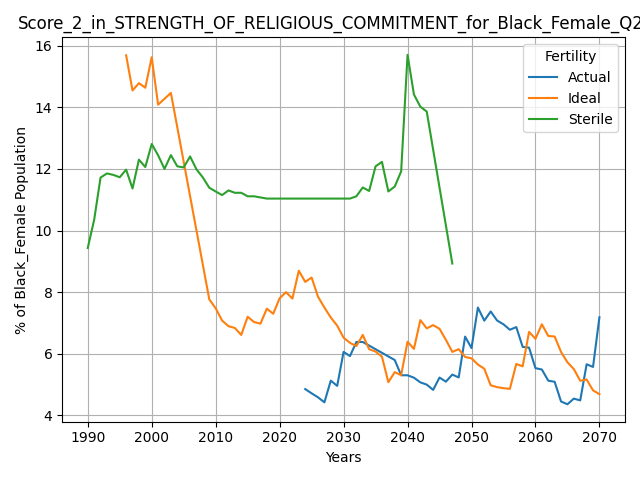 Score_2_in_STRENGTH_OF_RELIGIOUS_COMMITMENT_for_Black_Female_Q2
16
14
12
10
8
6
4
% of Black_Female Population
Fertility
Actual
Ideal
Sterile
1990 2000 2010 2020 2030 2040 2050 2060 2070
Years